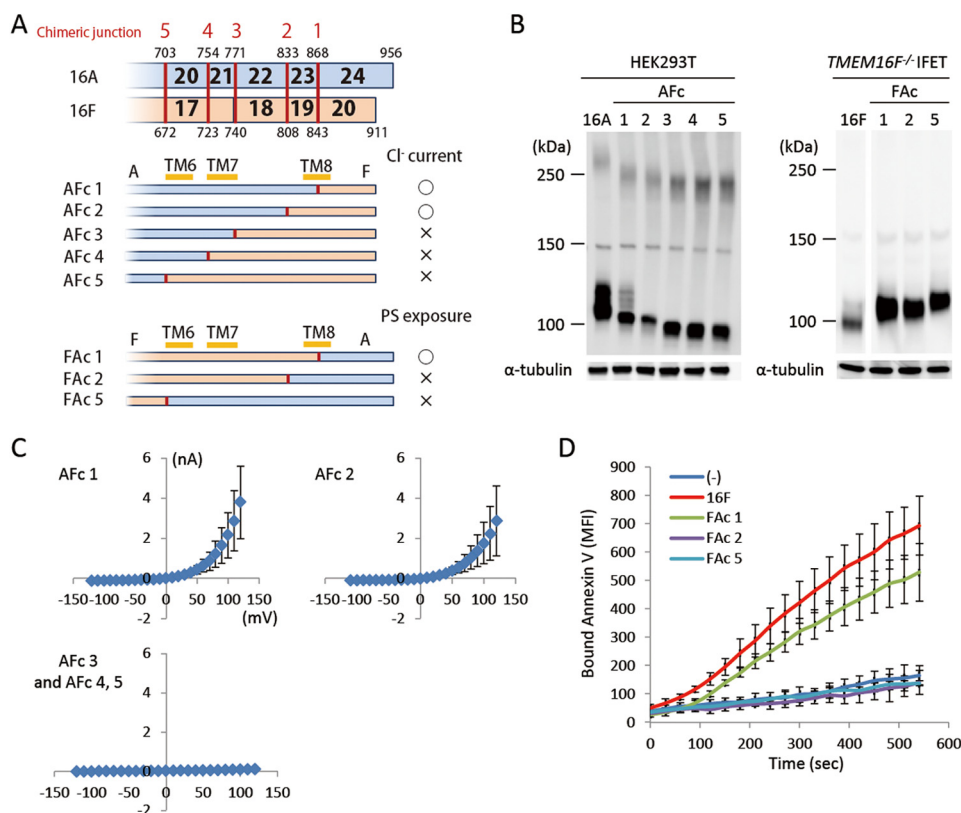 A
Chimeric junction 5 4 3 2 1
703 754 771 833 868 956
16A 20 21 22 23 24
16F 17 18 19 20
672 723 740 808 843 911
A TM6 TM7 TM8 F Cl- current
AFc 1 ○
AFc 2 ○
AFc 3 ×
AFc 4 ×
AFc 5 ×
PS exposure
F TM6 TM7 TM8 A
FAc 1 ○
FAc 2 ×
FAc 5 ×
B
HEK293T
AFc
16A 1 2 3 4 5
(kDa)
250
150
100
α-tubulin
TMEM16F-/- IFET
FAc
16F 1 2 5
(kDa)
250
150
100
α-tubulin
C
AFc 1
(nA)
6
4
2
0
-2
-150 -100 -50 0 50 100 150
(mV)
AFc 2
6
4
2
0
-2
-150 -100 -50 0 50 100 150
AFc 3
and AFc 4, 5
6
4
2
0
-2
-150 -100 -50 0 50 100 150
D
Bound Annexin V (MFI)
900
800
700
600
500
400
300
200
100
0
(-)
16F
FAc 1
FAc 2
FAc 5
0 100 200 300 400 500 600
Time (sec)